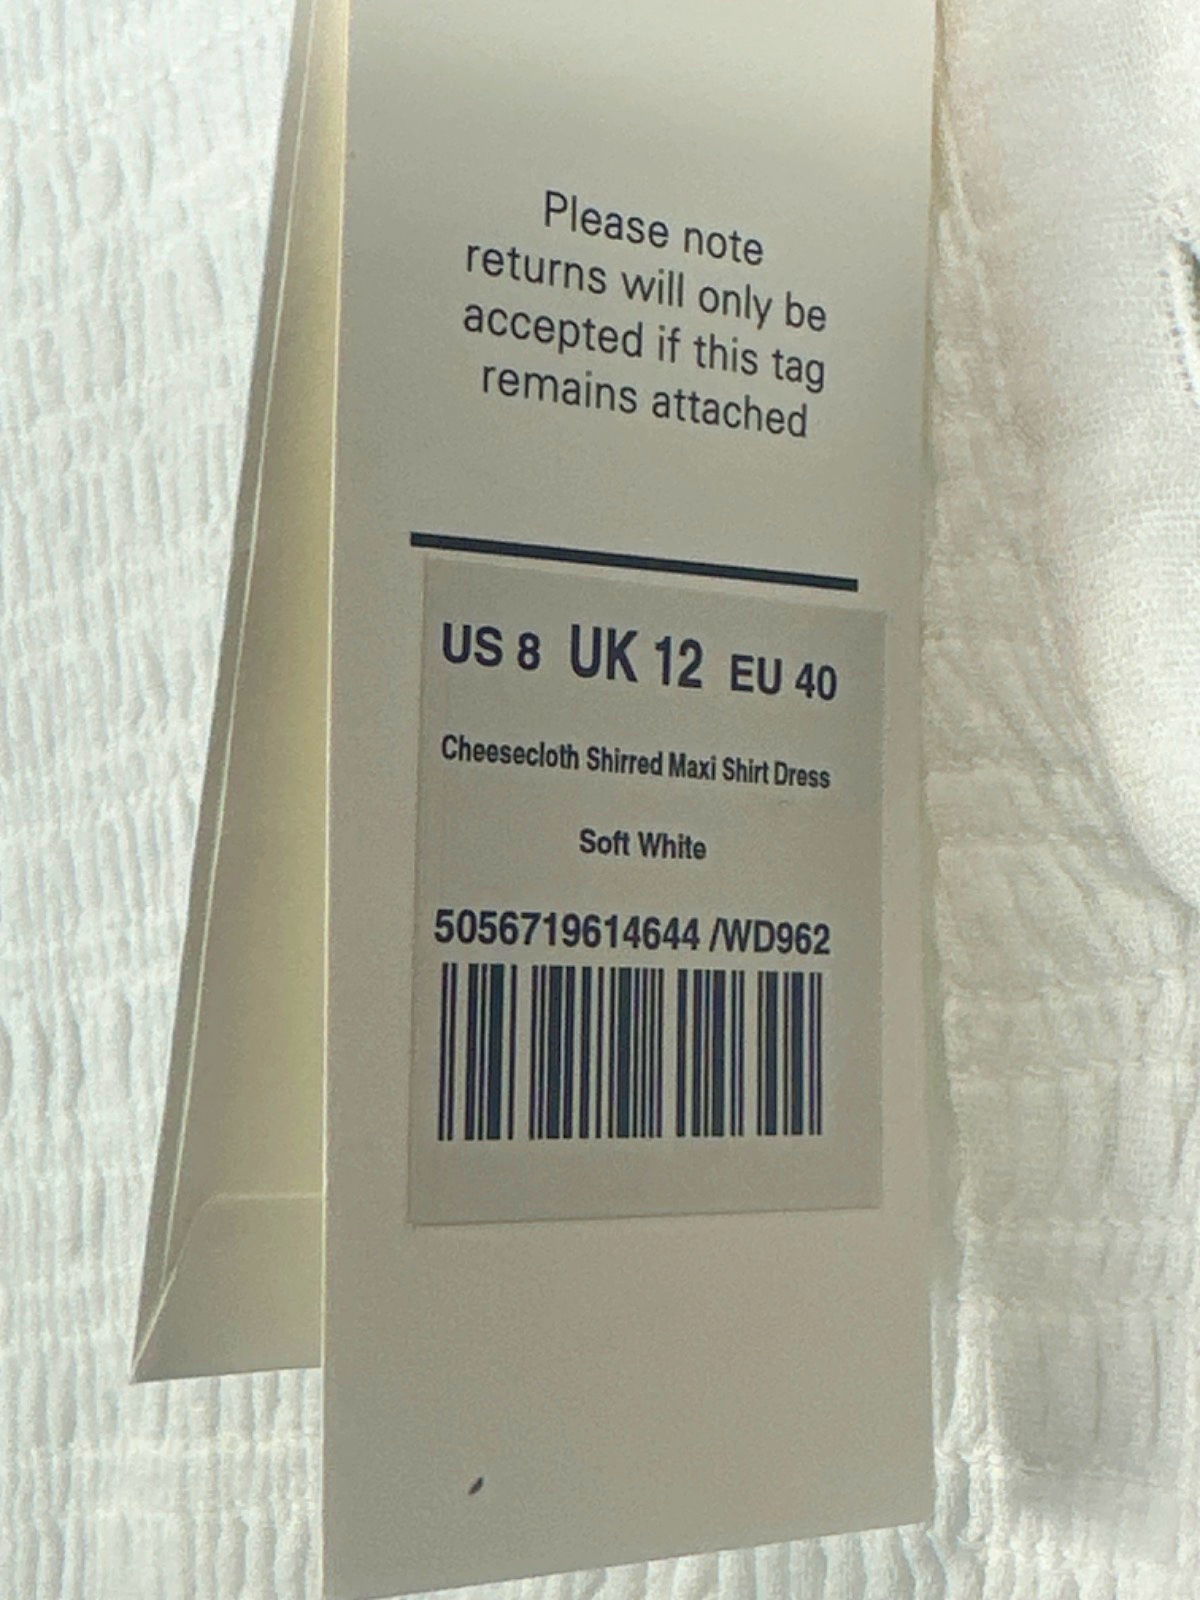 Please note
returns will only be
accepted if this tag
remains attached
US 8 UK 12 EU 40
Cheesecloth Shirred Maxi Shirt Dress
Soft White
5056719614644 /WD962